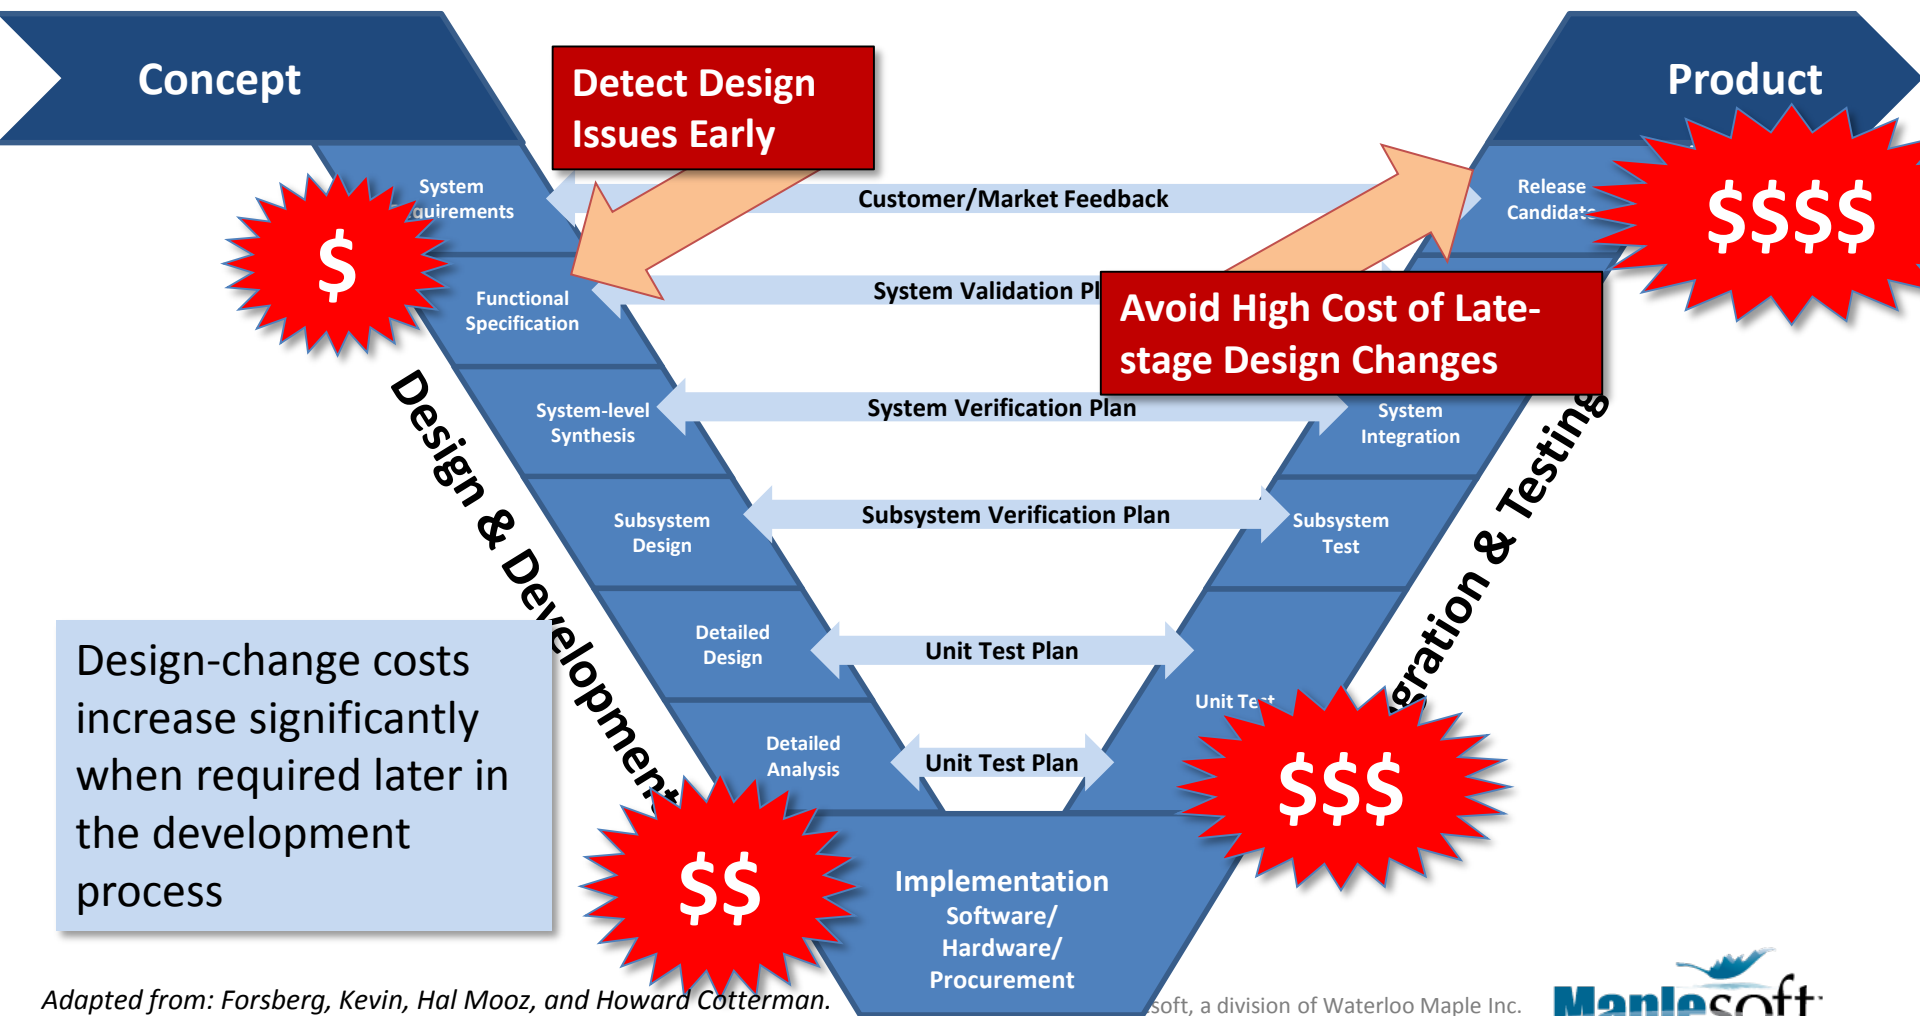 Concept
Product
Detect Design
Issues Early
System
Customer/Market Feedback
Release
$
$$$$
Functional
Specification
System Validation
Avoid High Cost of Late-
stage Design Changes
System-level
Synthesis
System Verification Plan
System
Integration
Design & Development
& Testing
Subsystem
Design
Subsystem Verification Plan
Subsystem
Test
Detailed
Design
Unit Test Plan
Design-change costs
increase significantly
when required later in
the development
process
Unit Test
Detailed
Analysis
Unit Test Plan
$$
$$$
Implementation
Software/
Hardware/
Procurement
Adapted from: Forsberg, Kevin, Hal Mooz, and Howard Cotterman.
soft, a division of Waterloo Maple Inc.
Maplesoft